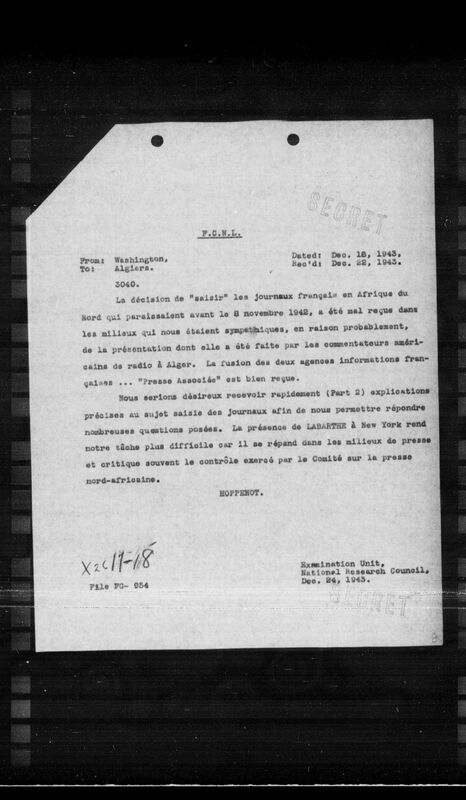 SECRET
F.C.N.L.
From: Washington, Dated: Dec. 18, 1943.
To: Algiers. Rec'd: Dec. 22, 1943.
3040.
La décision de "saisir" les journaux français en Afrique du
Nord qui paraissaient avant le 8 novembre 1942, a été mal reçue dans
les milieux qui nous étaient sympathiques, en raison probablement,
de la présentation dont elle a été faite par les commentateurs améri-
cains de radio à Alger. La fusion des deux agences informations fran-
çaises ... "Presse Associée" est bien reçue.
Nous serions désireux recevoir rapidement (Part 2) explications
précises au sujet saisie des journaux afin de nous permettre répondre
nombreuses questions posées. La présence de LABARTHE à New York rend
notre tâche plus difficile car il se répand dans les milieux de presse
et critique souvent le contrôle exercé par le Comité sur la presse
nord-africaine.
HOPPENOT.
Examination Unit,
National Research Council,
Dec. 24, 1943.
File FG- 954
SECRET